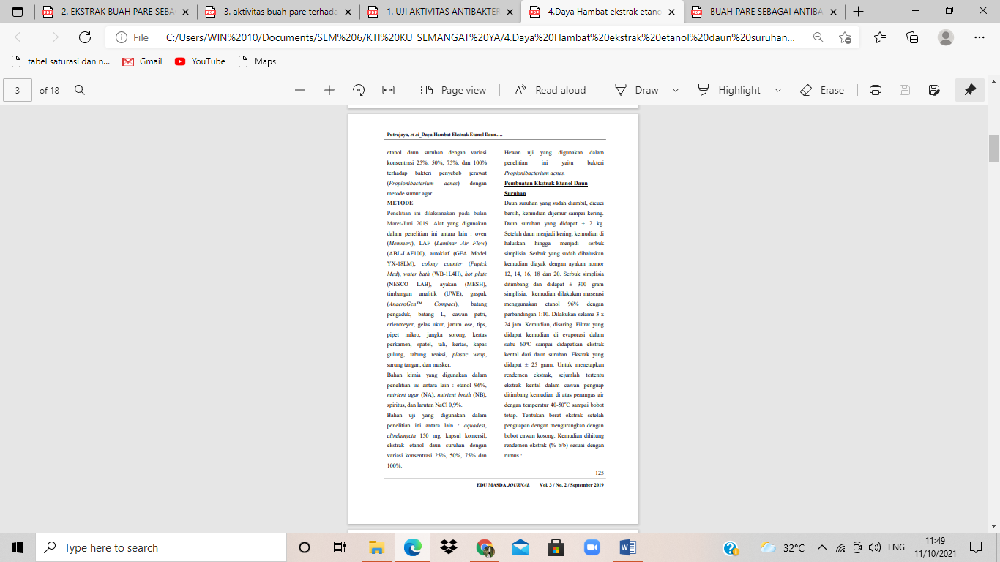 2. EKSTRAK BUAH PARE SEBA
3. aktivitas buah pare terhada
1. UJI AKTIVITAS ANTIBAKTER
4.Daya Hambat ekstrak etano
BUAH PARE SEBAGAI ANTIBA
File
C:/Users/WIN%2010/Documents/SEM%206/KTI%20KU_SEMANGAT%20YA/4.Daya%20Hambat%20ekstrak%20etanol%20daun%20suruhan...
tabel saturasi dan n...
Gmail
YouTube
Maps
3
of 18
Page view
Read aloud
Draw
Highlight
Erase
Putrajaya, et al_Daya Hambat Ekstrak Etanol Daun....
etanol daun suruhan dengan variasi
konsentrasi 25%, 50%, 75%, dan 100%
terhadap bakteri penyebab jerawat
(Propionibacterium acnes) dengan
metode sumur agar.
METODE
Penelitian ini dilaksanakan pada bulan
Maret-Juni 2019. Alat yang digunakan
dalam penelitian ini antara lain : oven
(Memmert), LAF (Laminar Air Flow)
(ABL-LAF100), autoklaf (GEA Model
YX-18LM), colony counter (Pupick
Med), water bath (WB-1L4H), hot plate
(NESCO LAB), ayakan (MESH),
timbangan analitik (UWE), gaspak
(AnaeroGen™ Compact), batang
pengaduk, batang L, cawan petri,
erlenmeyer, gelas ukur, jarum ose, tips,
pipet mikro, jangka sorong, kertas
perkamen, spatel, tali, kertas, kapas
gulung, tabung reaksi, plastic wrap,
sarung tangan, dan masker.
Bahan kimia yang digunakan dalam
penelitian ini antara lain : etanol 96%,
nutrient agar (NA), nutrient broth (NB),
spiritus, dan larutan NaCl 0,9%.
Bahan uji yang digunakan dalam
penelitian ini antara lain : aquadest,
clindamycin 150 mg, kapsul komersil,
ekstrak etanol daun suruhan dengan
variasi konsentrasi 25%, 50%, 75% dan
100%.
Hewan uji yang digunakan dalam
penelitian ini yaitu bakteri
Propionibacterium acnes.
Pembuatan Ekstrak Etanol Daun
Suruhan
Daun suruhan yang sudah diambil, dicuci
bersih, kemudian dijemur sampai kering.
Daun suruhan yang didapat ± 2 kg.
Setelah daun menjadi kering, kemudian di
haluskan hingga menjadi serbuk
simplisia. Serbuk yang sudah dihaluskan
kemudian diayak dengan ayakan nomor
12, 14, 16, 18 dan 20. Serbuk simplisia
ditimbang dan didapat ± 300 gram
simplisia, kemudian dilakukan maserasi
menggunakan etanol 96% dengan
perbandingan 1:10. Dilakukan selama 3 x
24 jam. Kemudian, disaring. Filtrat yang
didapat kemudian di evaporasi dalam
suhu 60ºC sampai didapatkan ekstrak
kental dari daun suruhan. Ekstrak yang
didapat ± 25 gram. Untuk menetapkan
rendemen ekstrak, sejumlah tertentu
ekstrak kental dalam cawan penguap
ditimbang kemudian di atas penangas air
dengan temperatur 40-50ºC sampai bobot
tetap. Tentukan berat ekstrak setelah
penguapan dengan mengurangkan dengan
bobot cawan kosong. Kemudian dihitung
rendemen ekstrak (% b/b) sesuai dengan
rumus :
125
EDU MASDA JOURNAL Vol. 3 / No. 2 / September 2019
Type here to search
32°C
ENG
11:49
11/10/2021